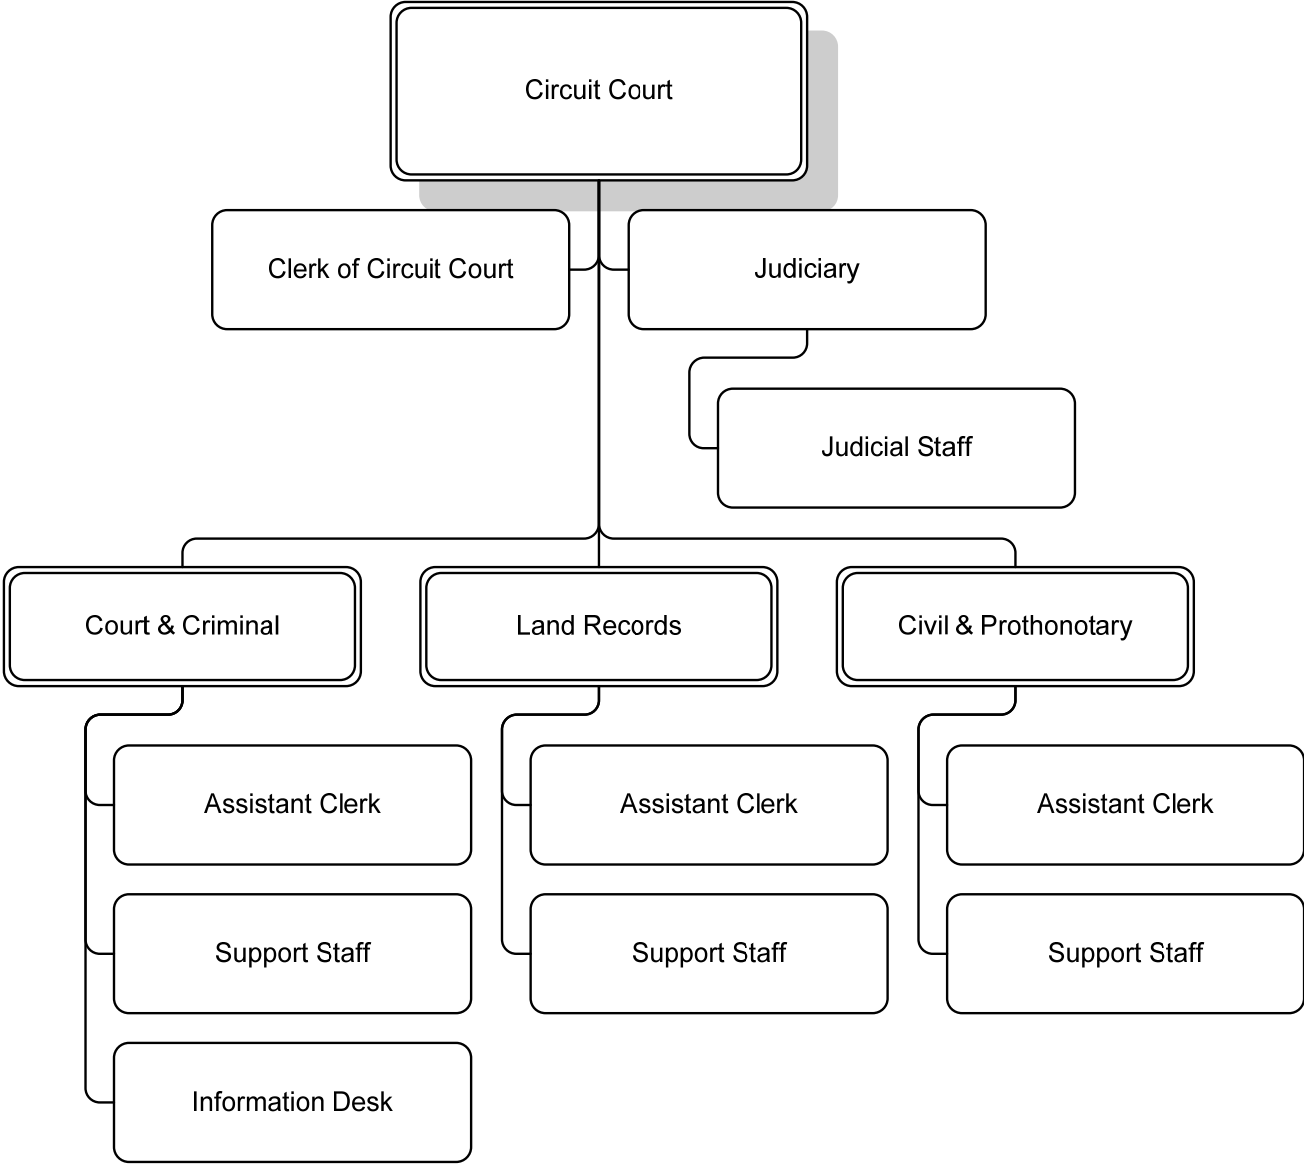 Circuit Court
Clerk of Circuit Court
Judiciary
Judicial Staff
Court & Criminal
Land Records
Civil & Prothonotary
Assistant Clerk
Assistant Clerk
Assistant Clerk
Support Staff
Support Staff
Support Staff
Information Desk